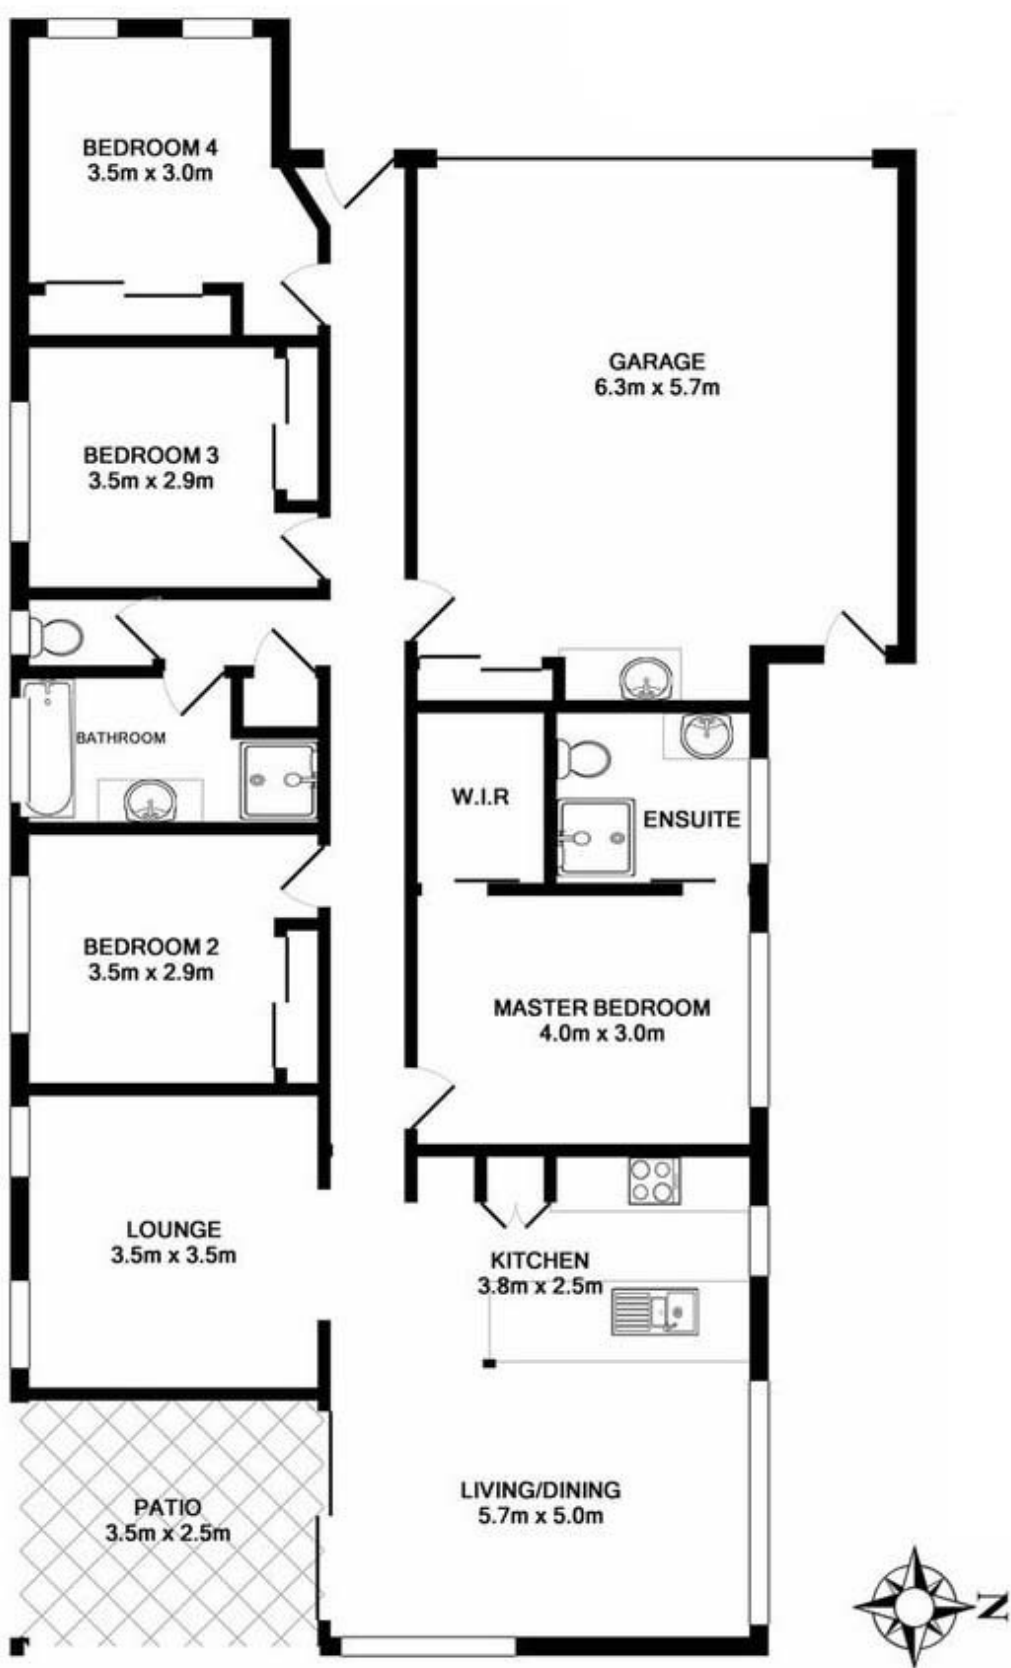 BEDROOM 4
3.5m x 3.0m
GARAGE
6.3m x 5.7m
BEDROOM 3
3.5m x 2.9m
BATHROOM
W.I.R
ENSUITE
BEDROOM 2
3.5m x 2.9m
MASTER BEDROOM
4.0m x 3.0m
LOUNGE
3.5m x 3.5m
KITCHEN
3.8m x 2.5m
LIVING/DINING
5.7m x 5.0m
PATIO
3.5m x 2.5m
N